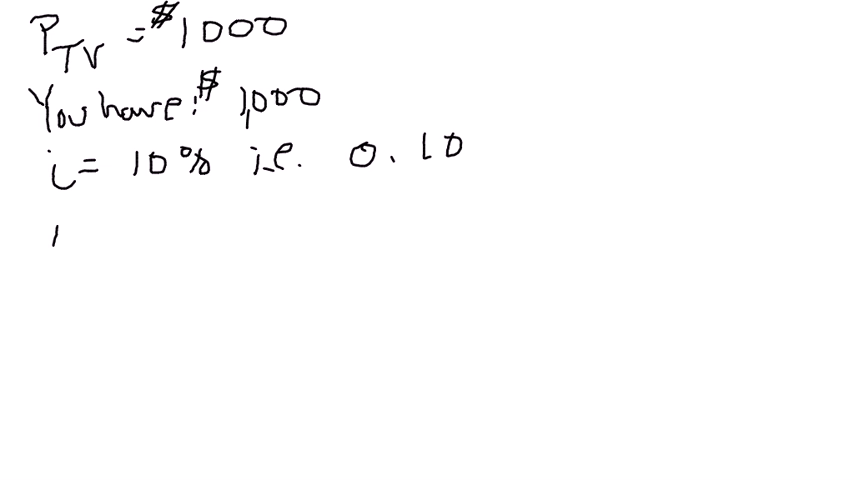 P_TV = $1000
You have: $1,000
i = 10% i.e. 0.10